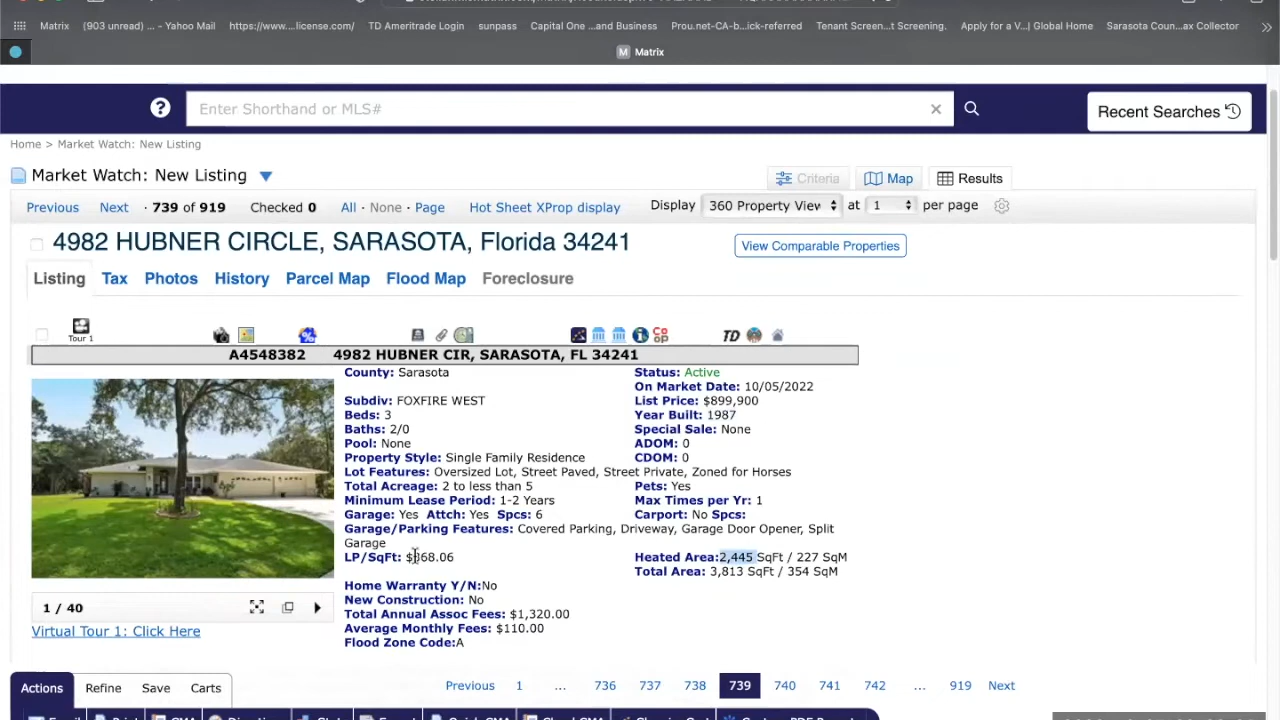 Matrix (903 unread) ... – Yahoo Mail https://www....license.com/ TD Ameritrade Login sunpass Capital One ...and Business Prou.net-CA-b...ick-referred Tenant Screen...t Screening. Apply for a V...| Global Home Sarasota Coun...ax Collector
M Matrix
? Enter Shorthand or MLS# Recent Searches
Home > Market Watch: New Listing
Market Watch: New Listing Criteria Map Results
Previous Next · 739 of 919 Checked 0 All · None · Page Hot Sheet XProp display Display 360 Property View at 1 per page
4982 HUBNER CIRCLE, SARASOTA, Florida 34241 View Comparable Properties
Listing Tax Photos History Parcel Map Flood Map Foreclosure
Tour 1 Co op TD
A4548382 4982 HUBNER CIR, SARASOTA, FL 34241
County: Sarasota Status: Active
On Market Date: 10/05/2022
Subdiv: FOXFIRE WEST List Price: $899,900
Beds: 3 Year Built: 1987
Baths: 2/0 Special Sale: None
Pool: None ADOM: 0
Property Style: Single Family Residence CDOM: 0
Lot Features: Oversized Lot, Street Paved, Street Private, Zoned for Horses
Total Acreage: 2 to less than 5 Pets: Yes
Minimum Lease Period: 1-2 Years Max Times per Yr: 1
Garage: Yes Attch: Yes Spcs: 6 Carport: No Spcs:
Garage/Parking Features: Covered Parking, Driveway, Garage Door Opener, Split
Garage
LP/SqFt: $368.06 Heated Area:2,445 SqFt / 227 SqM
Total Area: 3,813 SqFt / 354 SqM
Home Warranty Y/N:No
New Construction: No
1 / 40 Total Annual Assoc Fees: $1,320.00
Average Monthly Fees: $110.00
Virtual Tour 1: Click Here
Flood Zone Code:A
Actions Refine Save Carts Previous 1 ... 736 737 738 739 740 741 742 ... 919 Next